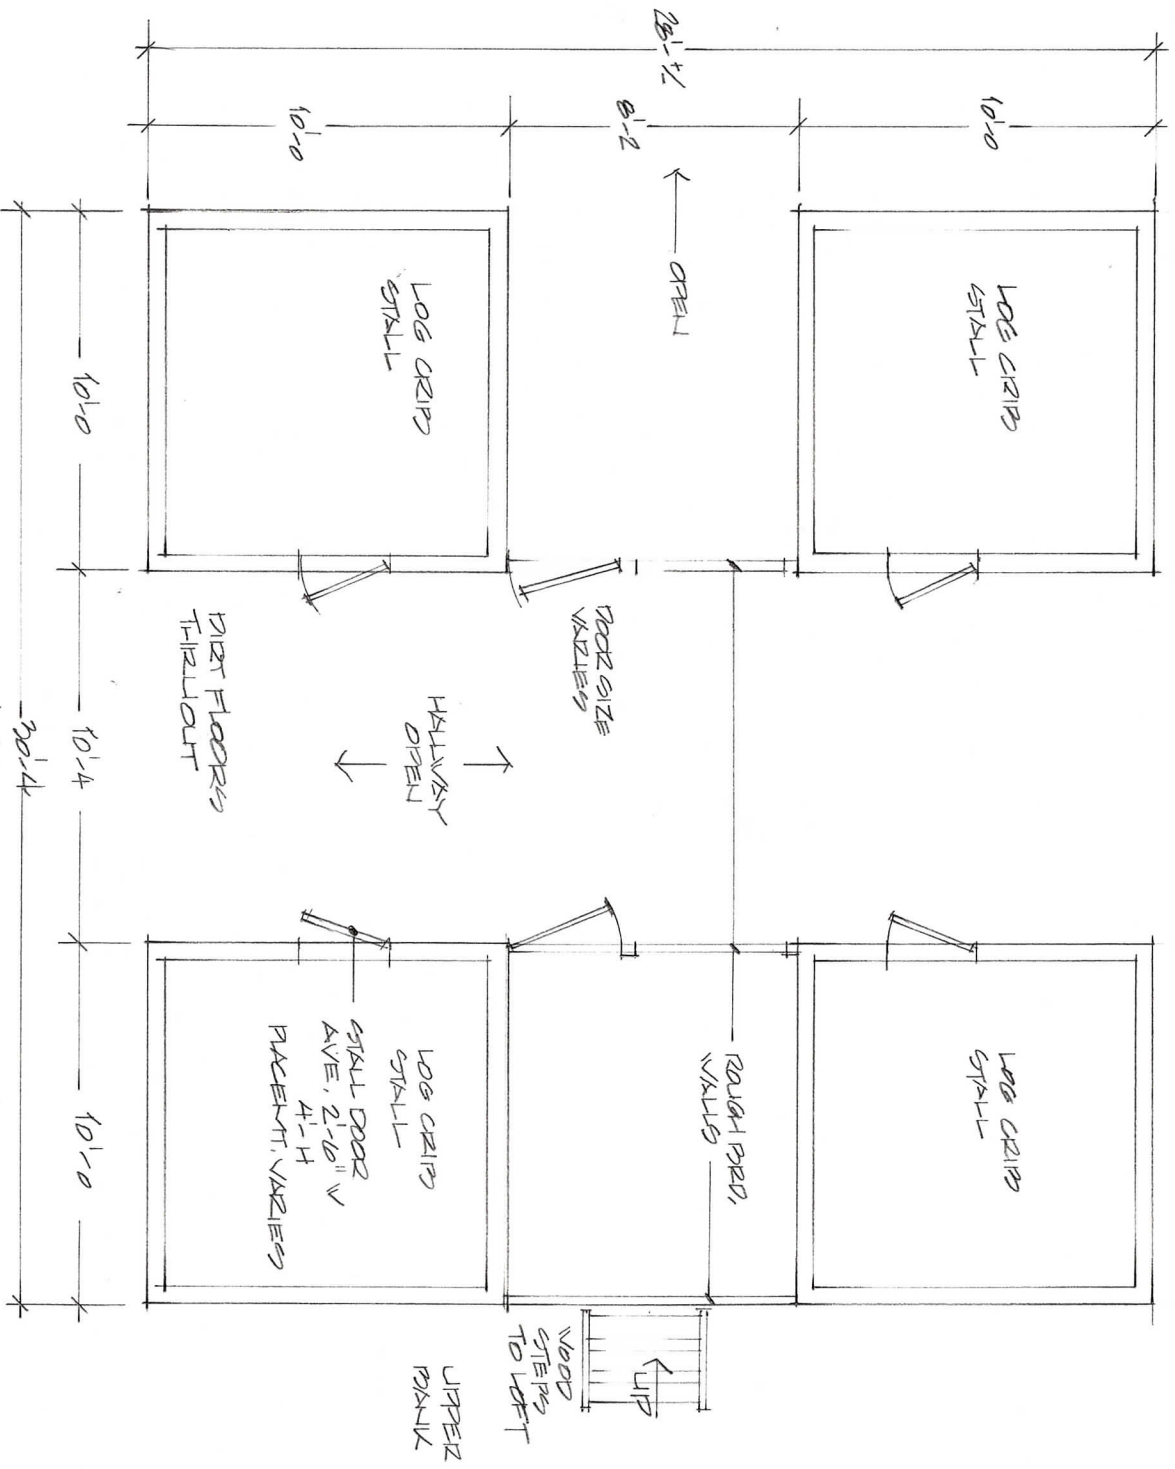 28'-+/-
10'-0
8'-2
10'-0
LOG CRIB
STALL
OPEN
LOG CRIB
STALL
10'-0
DOOR SIZE
VARIES
HALLWAY
OPEN
DIRT FLOORS
THRUOUT
10'-4
30'-4
LOG CRIB
STALL
ROUGH BRD.
WALLS
LOG CRIB
STALL
STALL DOOR
AVE. 2'-6" W
4'-H
PLACEMT. VARIES
10'-0
UP
WOOD
STEPS
TO LOFT
UPPER
BANK